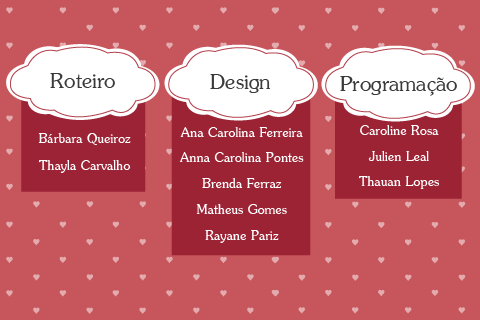 Roteiro
Bárbara Queiroz
Thayla Carvalho
Design
Ana Carolina Ferreira
Anna Carolina Pontes
Brenda Ferraz
Matheus Gomes
Rayane Pariz
Programação
Caroline Rosa
Julien Leal
Thauan Lopes